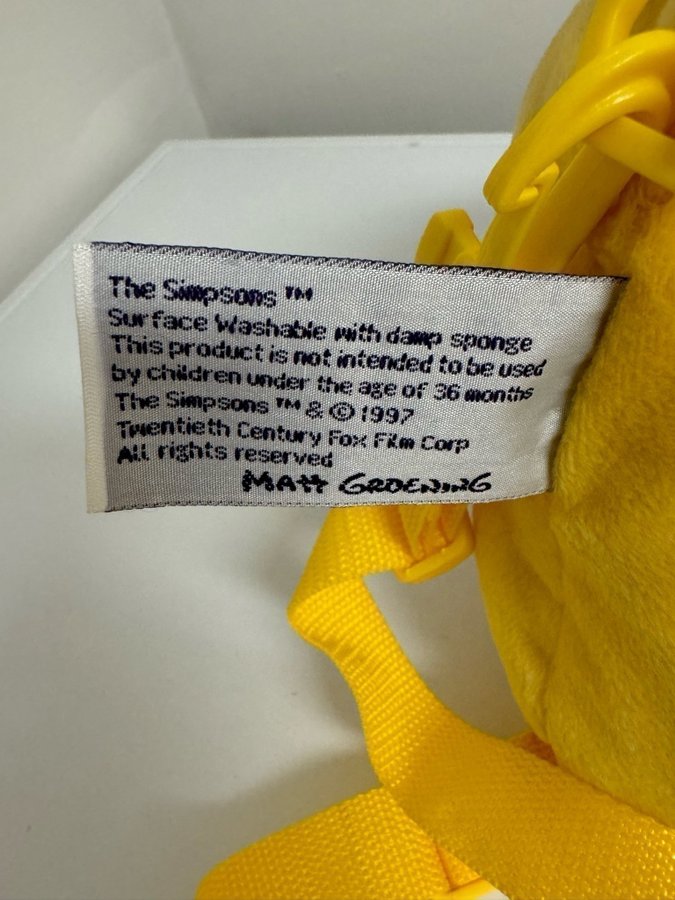 The Simpsons ™
Surface Washable with damp sponge
This product is not intended to be used
by children under the age of 36 months
The Simpsons ™ & © 1997
Twentieth Century Fox Film Corp
All rights reserved
MATT GROENING